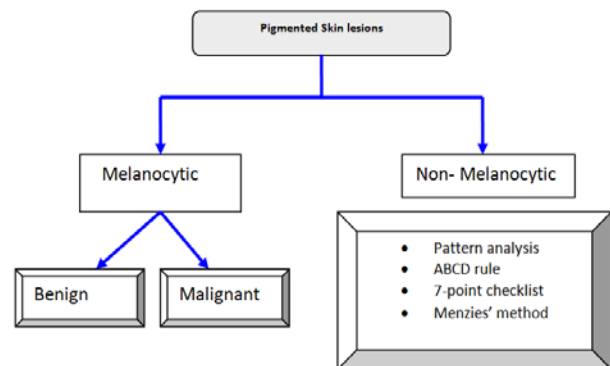 Pigmented Skin lesions
Melanocytic
Non- Melanocytic
Benign
Malignant
• Pattern analysis
• ABCD rule
• 7-point checklist
• Menzies’ method